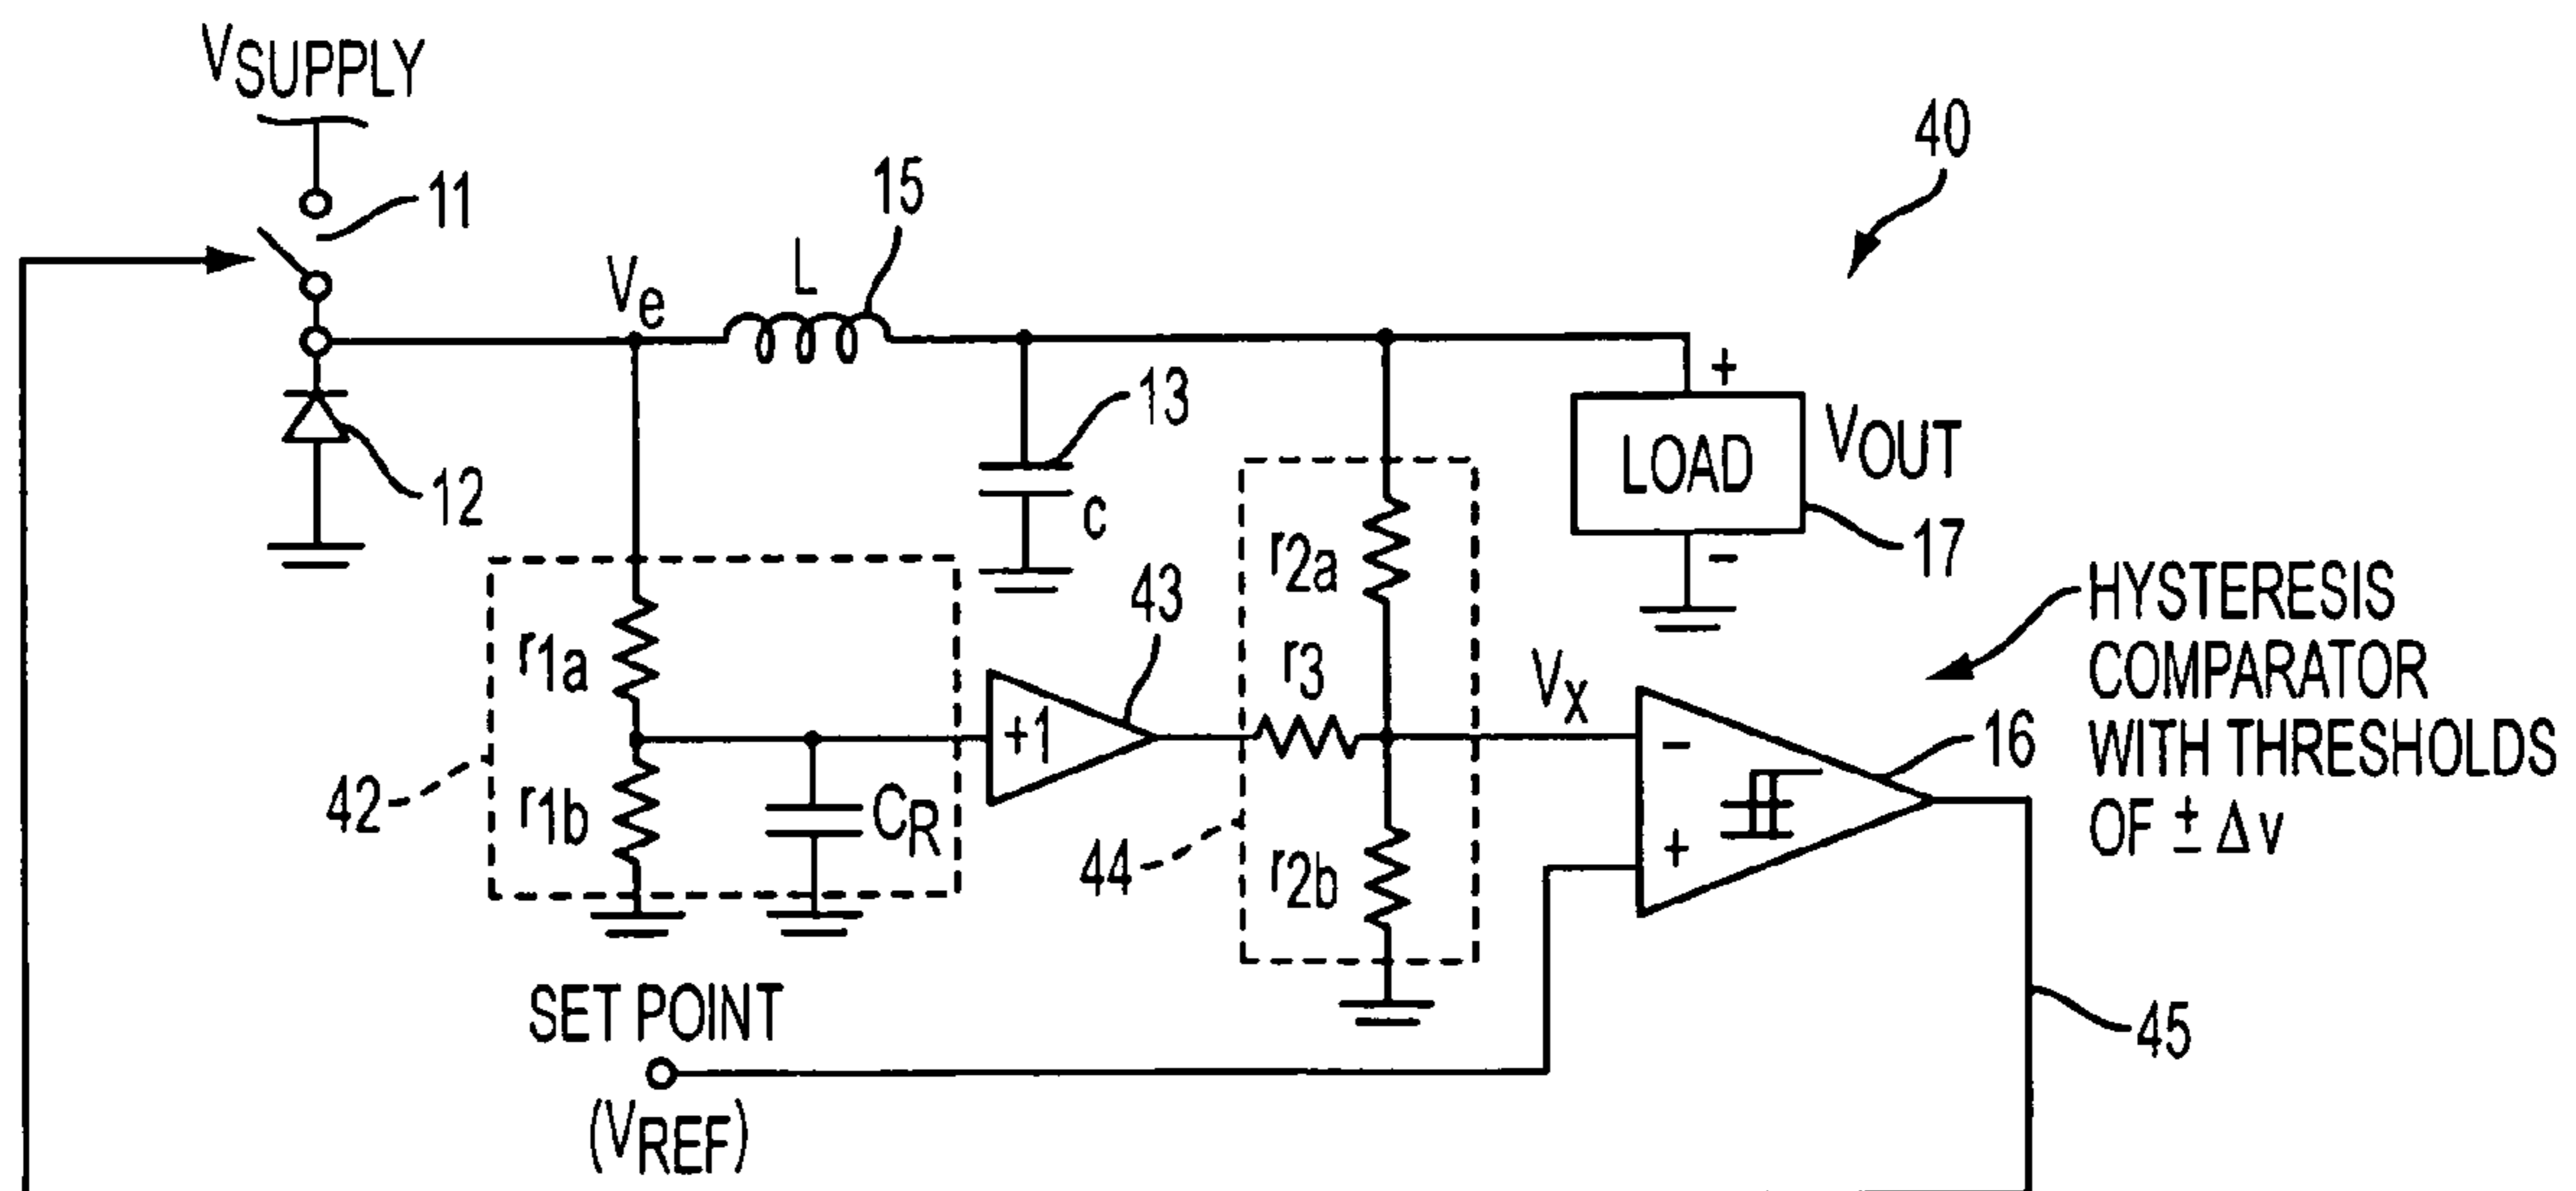 VSUPPLY
40
15
11
L
Ve
+
13
LOAD
VOUT
12
c
r2a
-
17
43
HYSTERESIS
COMPARATOR
WITH THRESHOLDS
OF ± Δv
r1a
r3
Vx
+1
-
16
42
r1b
CR
44
r2b
+
SET POINT
45
(VREF)